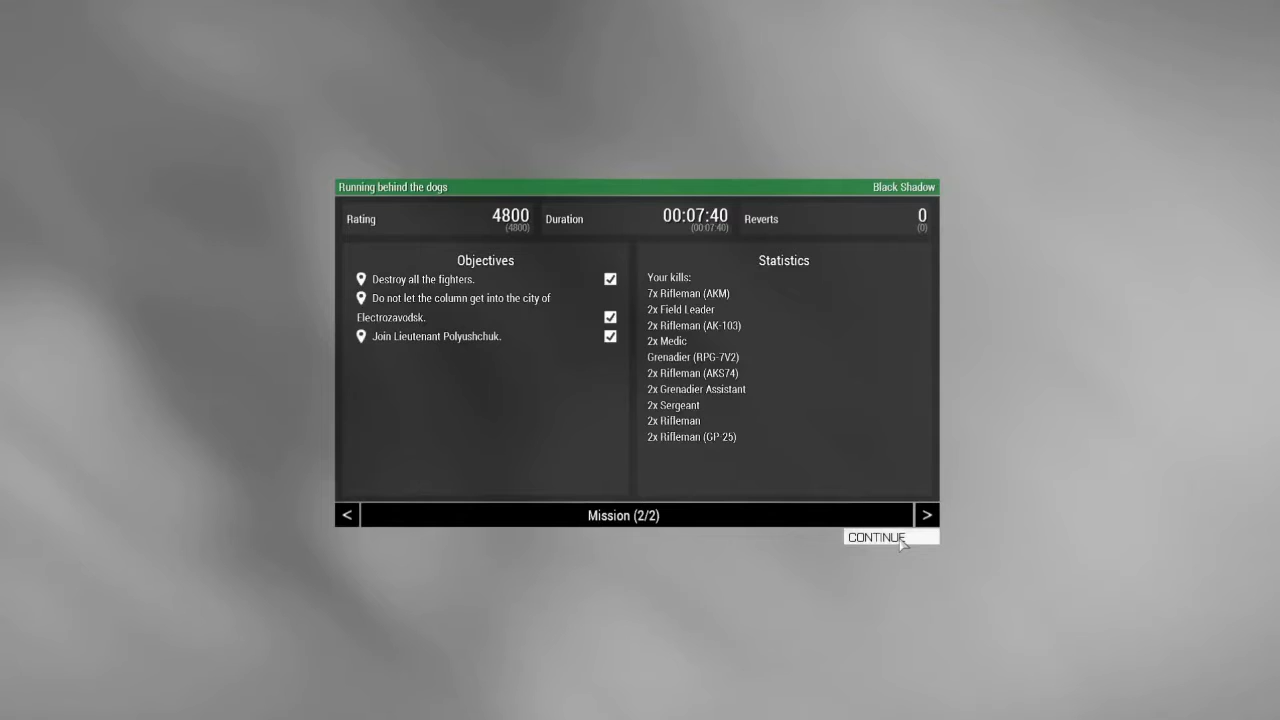 Running behind the dogs
Black Shadow
Rating
4800
(4800)
Duration
00:07:40
(00:07:40)
Reverts
0
(0)
Objectives
Destroy all the fighters.
Do not let the column get into the city of
Electrozavodsk.
Join Lieutenant Polyushchuk.
Statistics
Your kills:
7x Rifleman (AKM)
2x Field Leader
2x Rifleman (AK-103)
2x Medic
Grenadier (RPG-7V2)
2x Rifleman (AKS74)
2x Grenadier Assistant
2x Sergeant
2x Rifleman
2x Rifleman (GP-25)
< Mission (2/2) >
CONTINUE